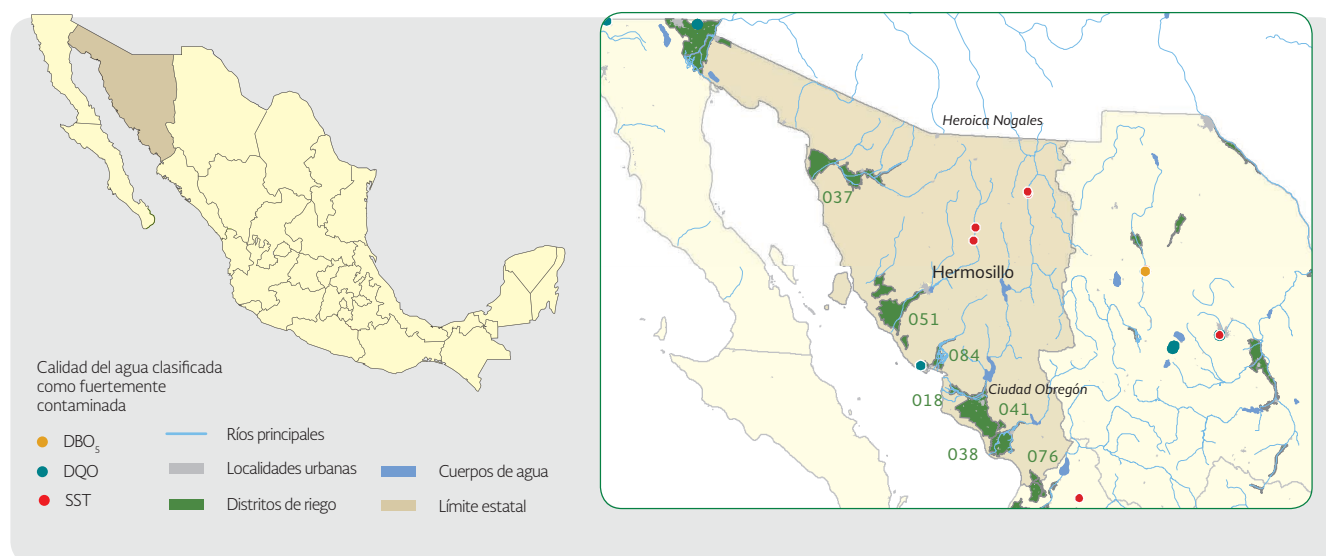 Calidad del agua clasificada
como fuertemente
contaminada
DBO5
DQO
SST
Ríos principales
Localidades urbanas
Distritos de riego
Cuerpos de agua
Límite estatal
Heroica Nogales
037
Hermosillo
051
084
018
Ciudad Obregón
041
038
076